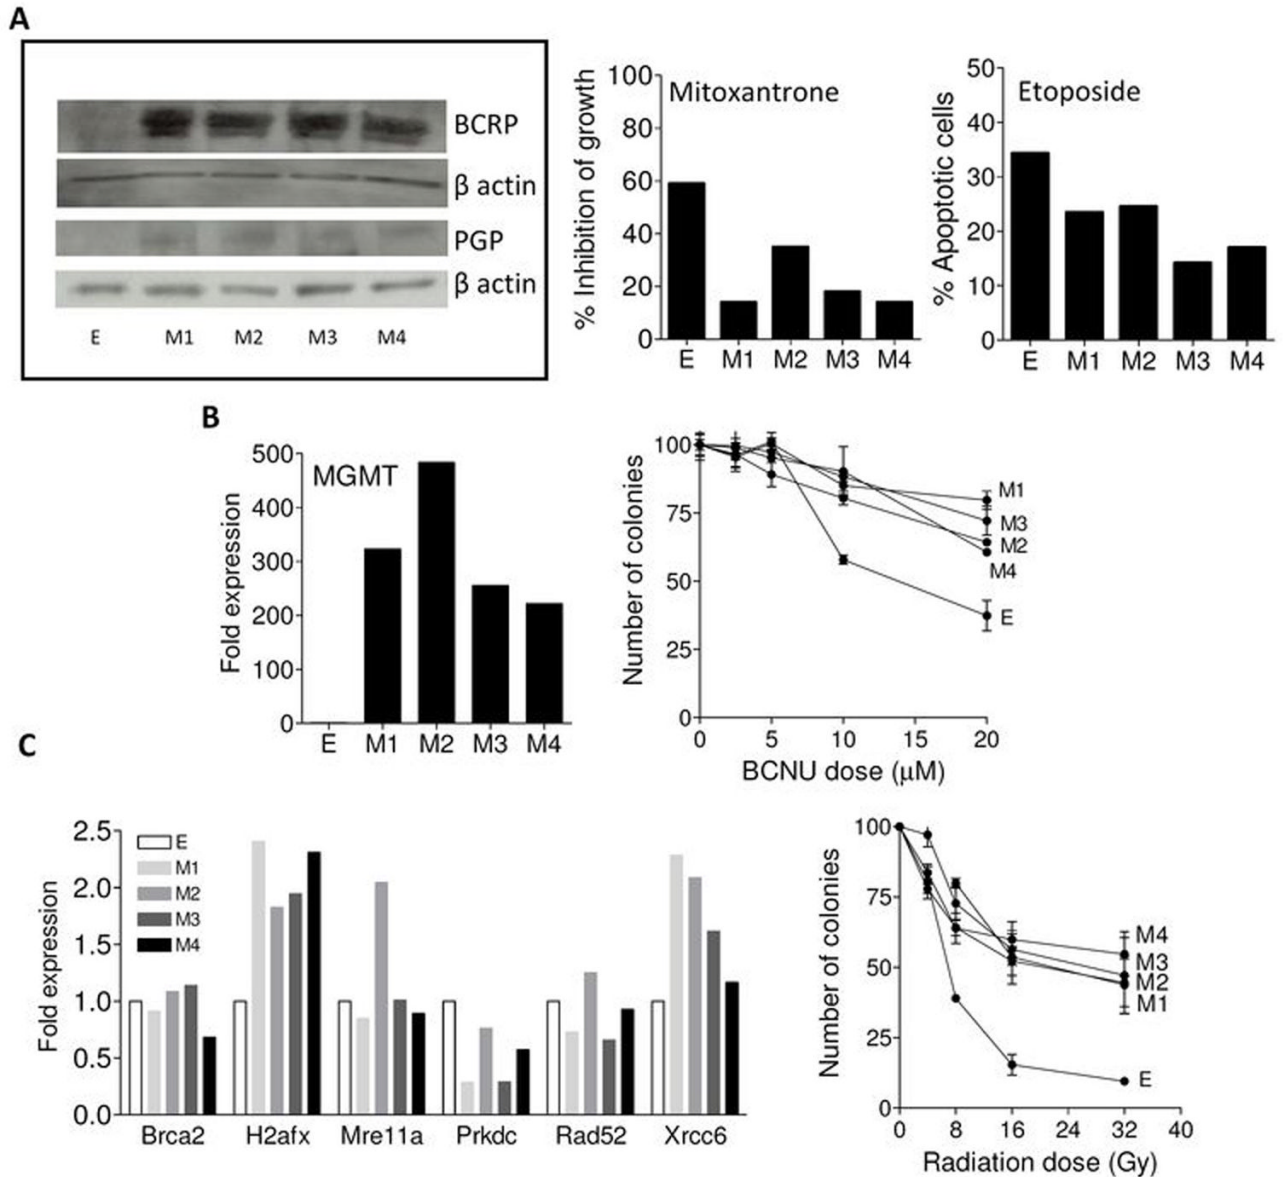 A
BCRP
β actin
PGP
β actin
E M1 M2 M3 M4
Mitoxantrone
% Inhibition of growth
100
80
60
40
20
0
E M1 M2 M3 M4
Etoposide
% Apoptotic cells
50
40
30
20
10
0
E M1 M2 M3 M4
B
MGMT
Fold expression
500
400
300
200
100
0
E M1 M2 M3 M4
Number of colonies
100
75
50
25
0
M1
M3
M2
M4
E
0 5 10 15 20
BCNU dose (μM)
C
Fold expression
2.5
2.0
1.5
1.0
0.5
0.0
E
M1
M2
M3
M4
Brca2 H2afx Mre11a Prkdc Rad52 Xrcc6
Number of colonies
100
75
50
25
0
M4
M3
M2
M1
E
0 8 16 24 32 40
Radiation dose (Gy)